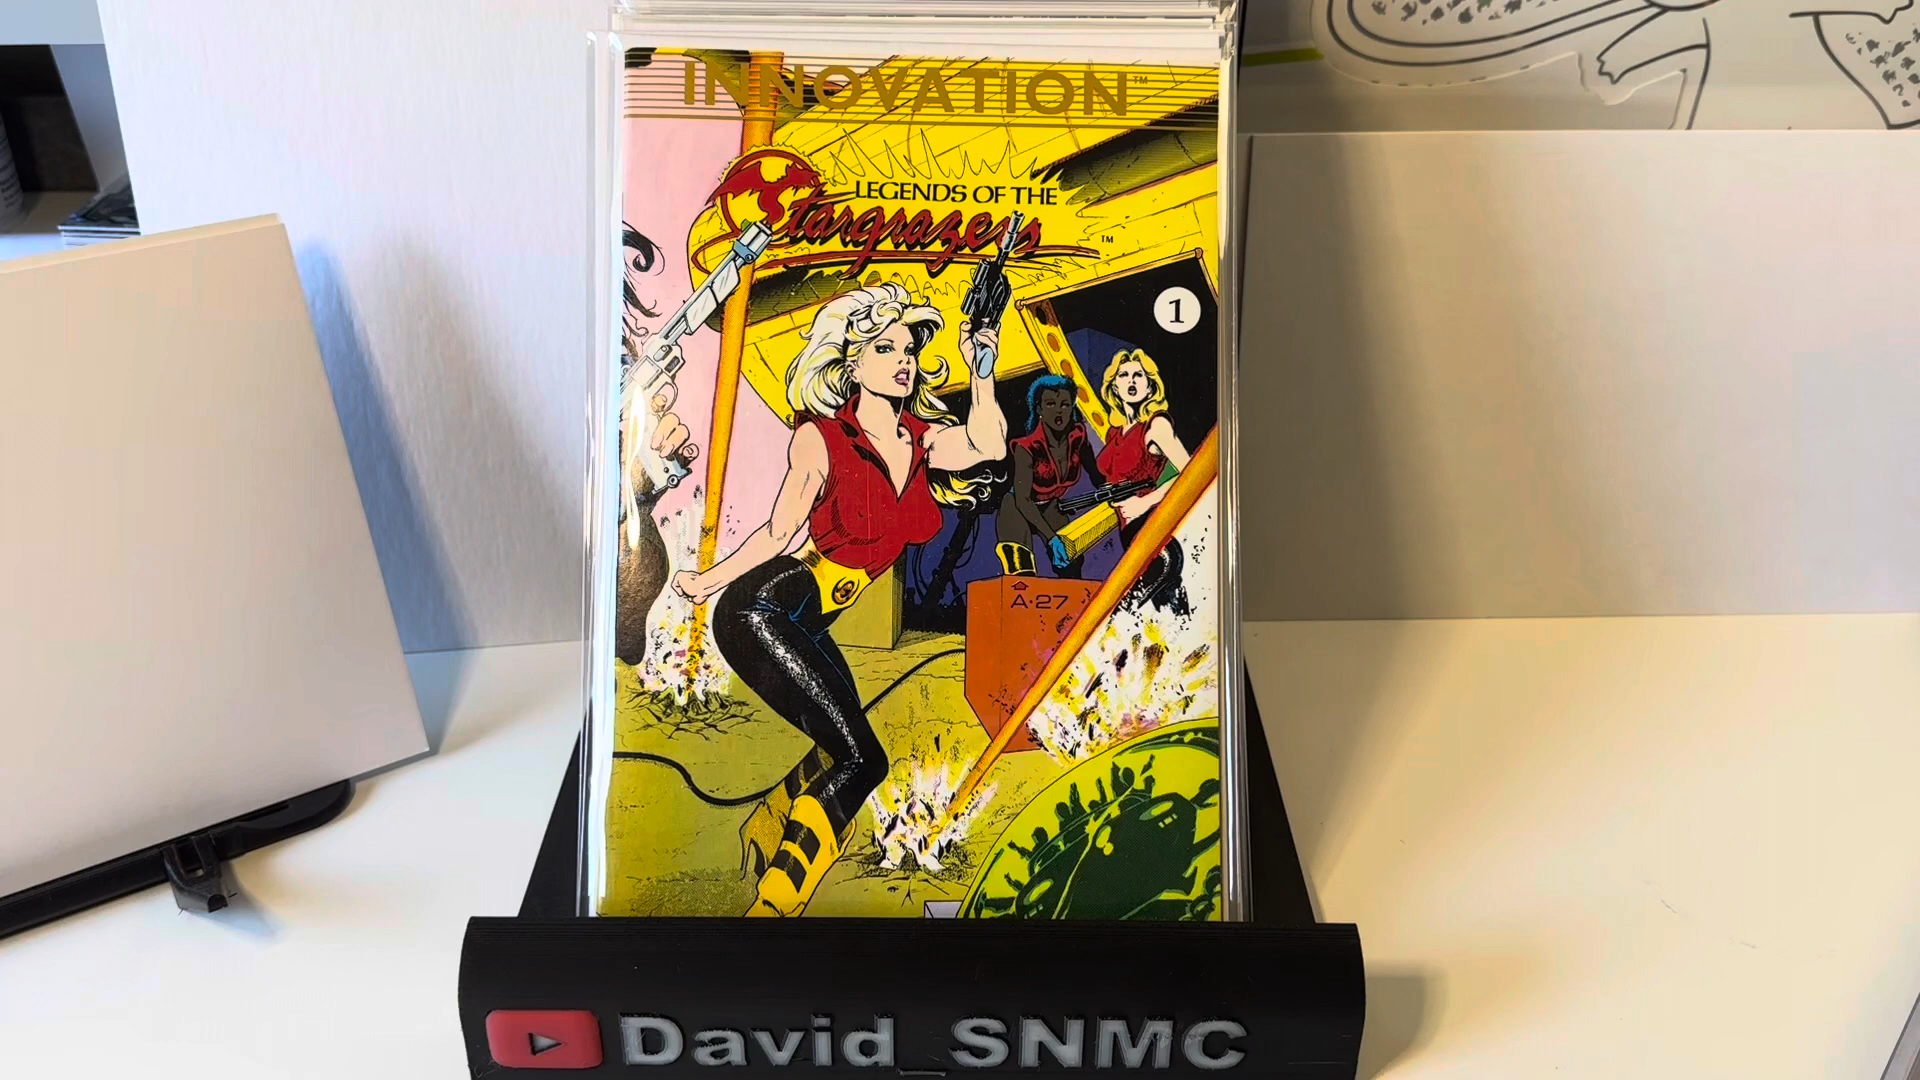 INNOVATION™
LEGENDS OF THE
Stargrazers™
1
A·27
David_SNMC